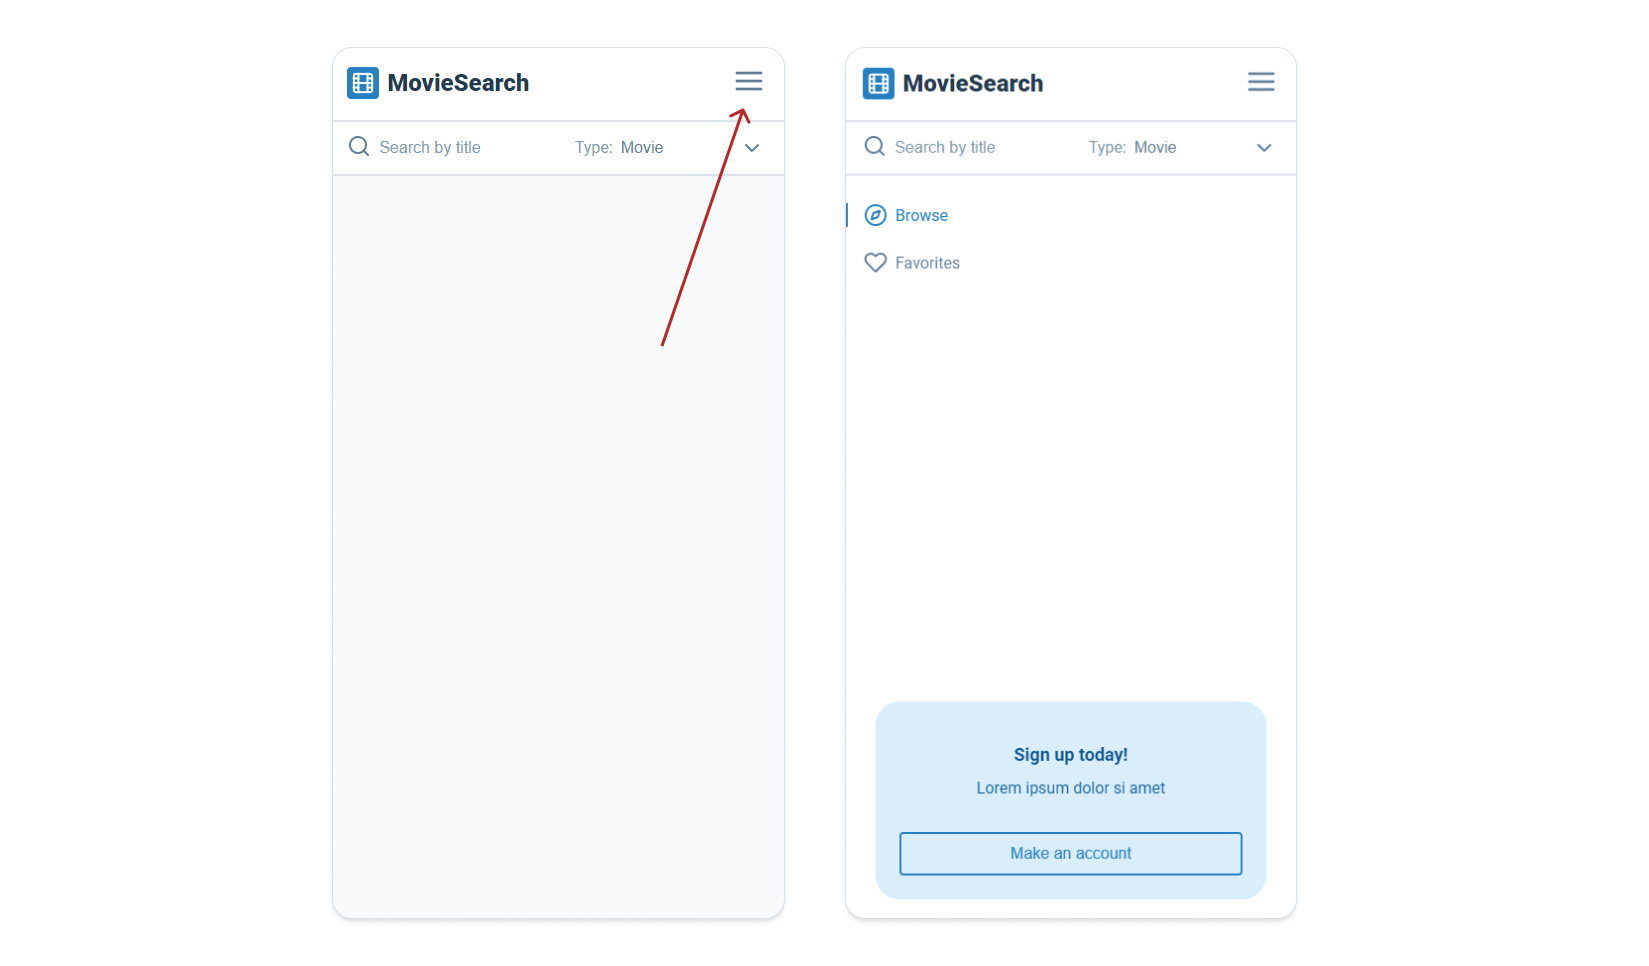 MovieSearch
Search by title Type: Movie
MovieSearch
Search by title Type: Movie
Browse
Favorites
Sign up today!
Lorem ipsum dolor si amet
Make an account